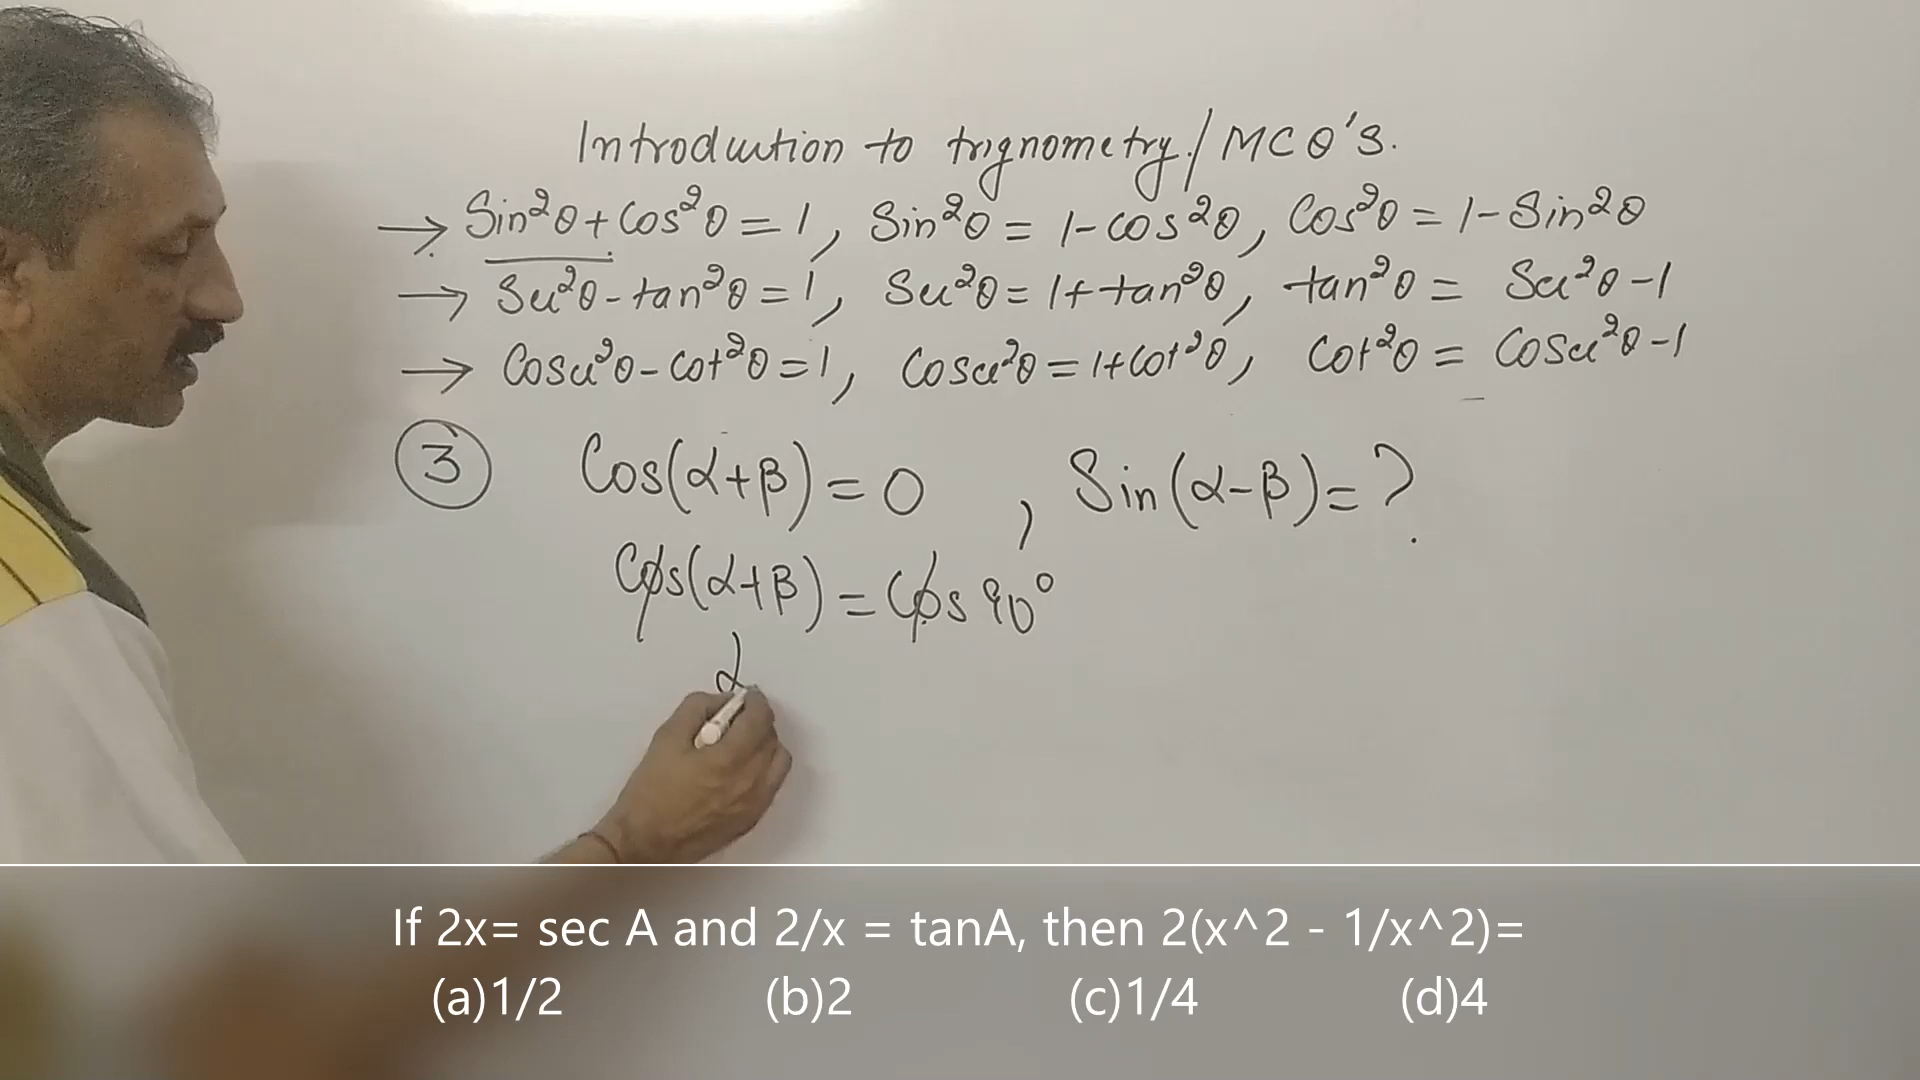 Introduction to trignometry / MCQ'S.
→ Sin²θ + Cos²θ = 1, Sin²θ = 1 - cos²θ, Cos²θ = 1 - Sin²θ
→ Sec²θ - tan²θ = 1, Sec²θ = 1 + tan²θ, tan²θ = Sec²θ - 1
→ Cosec²θ - cot²θ = 1, Cosec²θ = 1 + Cot²θ, Cot²θ = Cosec²θ - 1
3 Cos(α+β) = 0, Sin(α-β) = ?
Cos(α+β) = Cos 90°
α
If 2x= sec A and 2/x = tanA, then 2(x^2 - 1/x^2)=
(a)1/2 (b)2 (c)1/4 (d)4